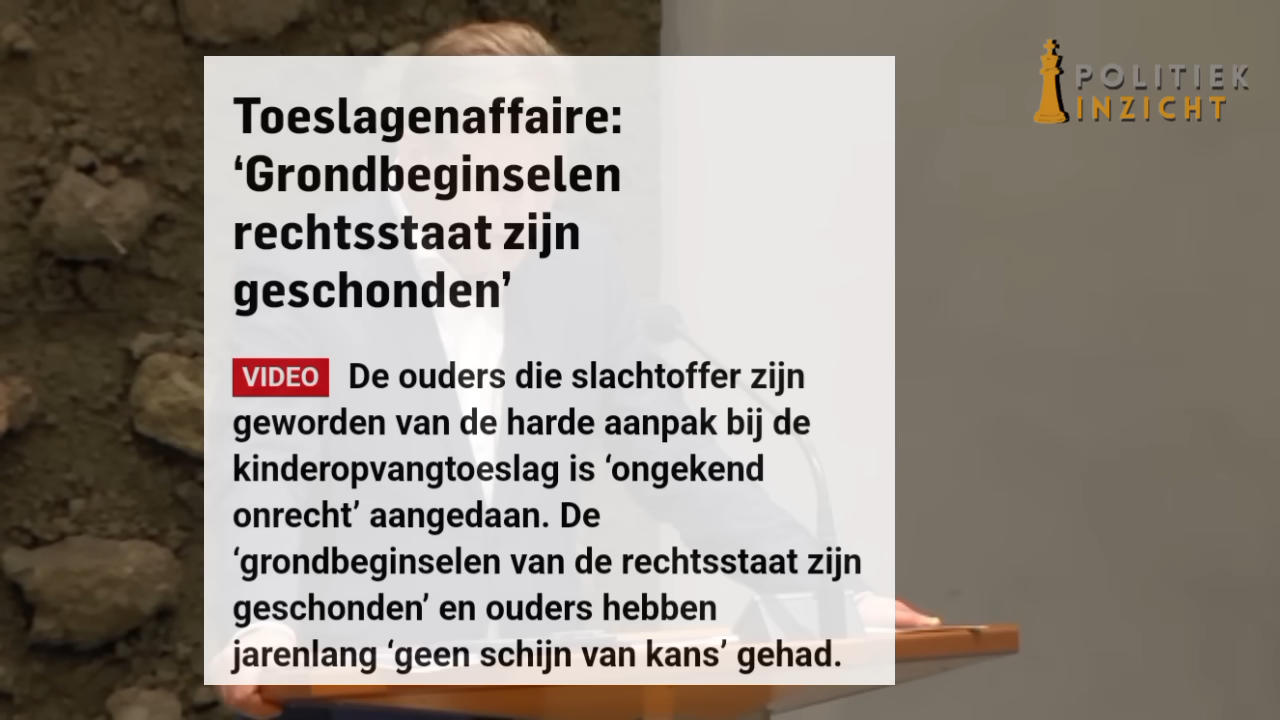 POLITIEK
INZICHT
Toeslagenaffaire:
‘Grondbeginselen
rechtsstaat zijn
geschonden’
VIDEO De ouders die slachtoffer zijn
geworden van de harde aanpak bij de
kinderopvangtoeslag is ‘ongekend
onrecht’ aangedaan. De
‘grondbeginselen van de rechtsstaat zijn
geschonden’ en ouders hebben
jarenlang ‘geen schijn van kans’ gehad.